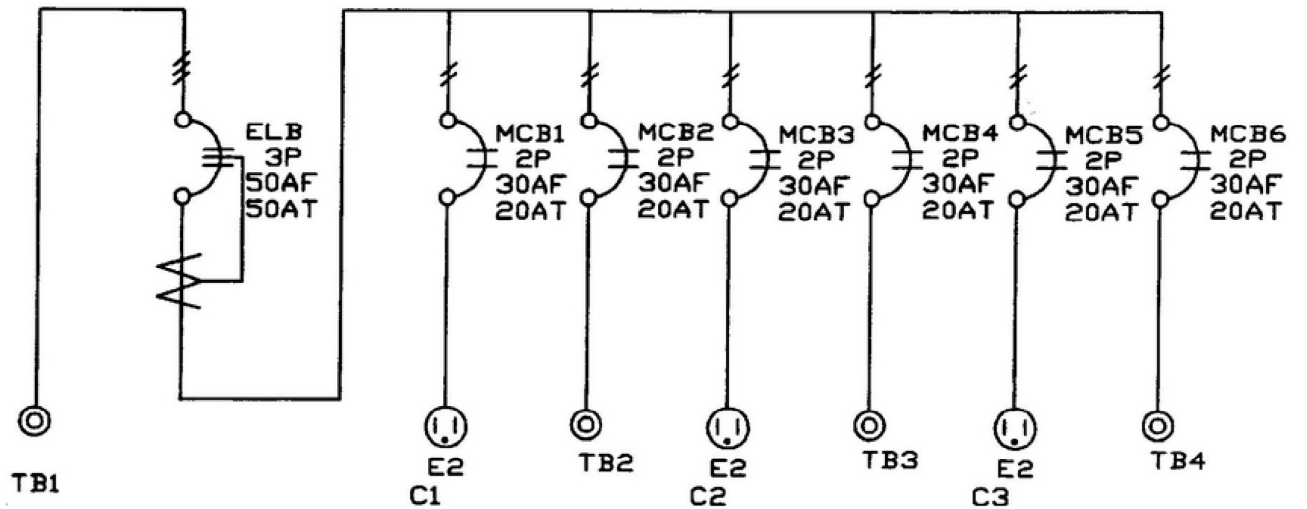 ELB
3P
50AF
50AT
MCB1
2P
30AF
20AT
MCB2
2P
30AF
20AT
MCB3
2P
30AF
20AT
MCB4
2P
30AF
20AT
MCB5
2P
30AF
20AT
MCB6
2P
30AF
20AT
TB1
E2
C1
TB2
E2
C2
TB3
E2
C3
TB4